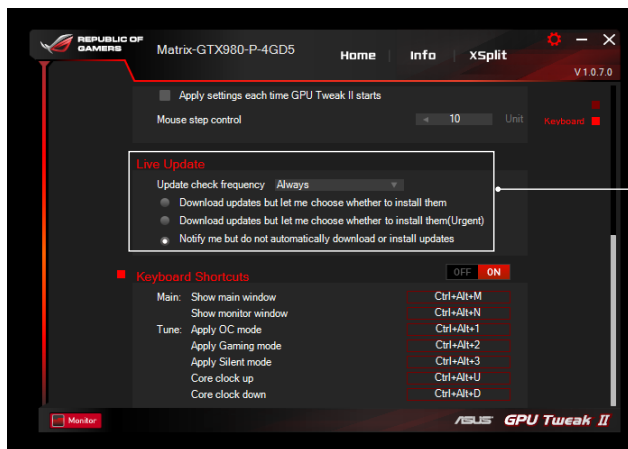 REPUBLIC OF
GAMERS
Matrix-GTX980-P-4GD5
Home
Info
XSplit
V 1.0.7.0
Apply settings each time GPU Tweak II starts
Mouse step control 10 Unit
Keyboard
Live Update
Update check frequency Always
Download updates but let me choose whether to install them
Download updates but let me choose whether to install them(Urgent)
Notify me but do not automatically download or install updates
Keyboard Shortcuts OFF ON
Main: Show main window Ctrl+Alt+M
Show monitor window Ctrl+Alt+N
Tune: Apply OC mode Ctrl+Alt+1
Apply Gaming mode Ctrl+Alt+2
Apply Silent mode Ctrl+Alt+3
Core clock up Ctrl+Alt+U
Core clock down Ctrl+Alt+D
Monitor
ASUS GPU Tweak II